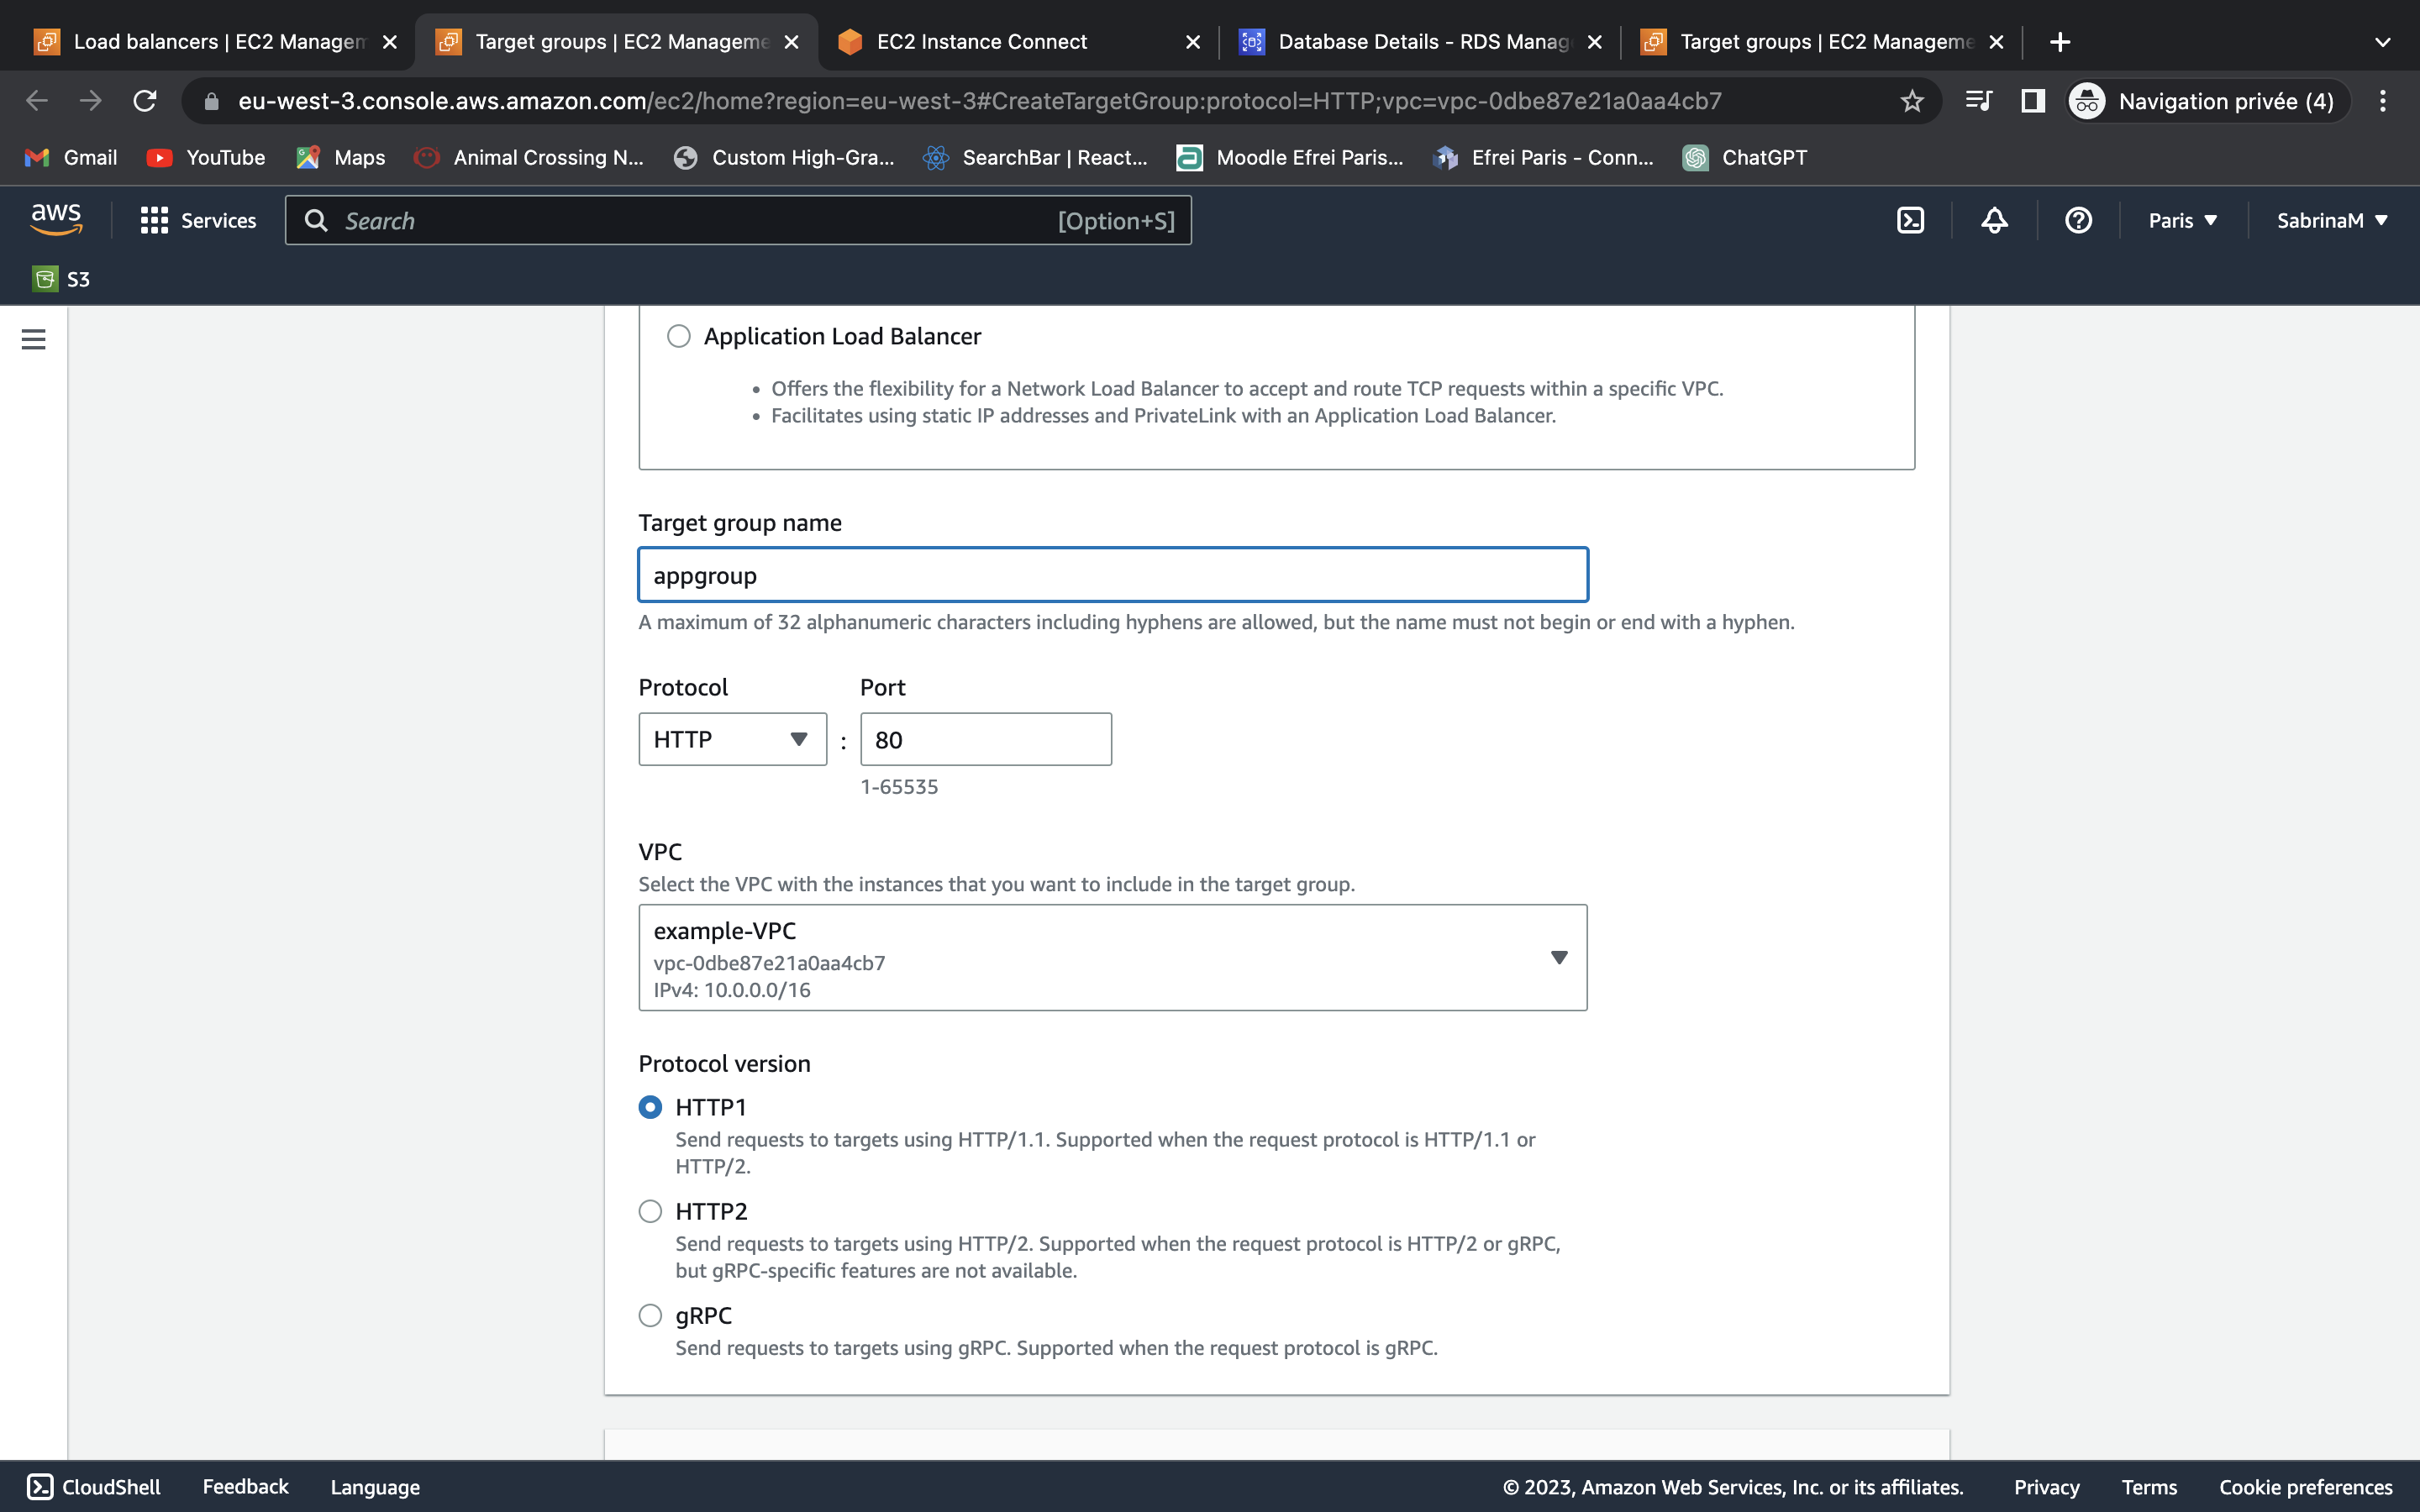 Load balancers | EC2 Managem
Target groups | EC2 Manageme
EC2 Instance Connect
Database Details - RDS Manag
Target groups | EC2 Manageme
eu-west-3.console.aws.amazon.com/ec2/home?region=eu-west-3#CreateTargetGroup:protocol=HTTP;vpc=vpc-0dbe87e21a0aa4cb7
Navigation privée (4)
Gmail
YouTube
Maps
Animal Crossing N...
Custom High-Gra...
SearchBar | React...
Moodle Efrei Paris...
Efrei Paris - Conn...
ChatGPT
aws
Services
Search
[Option+S]
Paris
SabrinaM
S3
Application Load Balancer
• Offers the flexibility for a Network Load Balancer to accept and route TCP requests within a specific VPC.
• Facilitates using static IP addresses and PrivateLink with an Application Load Balancer.
Target group name
appgroup
A maximum of 32 alphanumeric characters including hyphens are allowed, but the name must not begin or end with a hyphen.
Protocol
Port
HTTP
:
80
1-65535
VPC
Select the VPC with the instances that you want to include in the target group.
example-VPC
vpc-0dbe87e21a0aa4cb7
IPv4: 10.0.0.0/16
Protocol version
HTTP1
Send requests to targets using HTTP/1.1. Supported when the request protocol is HTTP/1.1 or
HTTP/2.
HTTP2
Send requests to targets using HTTP/2. Supported when the request protocol is HTTP/2 or gRPC,
but gRPC-specific features are not available.
gRPC
Send requests to targets using gRPC. Supported when the request protocol is gRPC.
CloudShell
Feedback
Language
© 2023, Amazon Web Services, Inc. or its affiliates.
Privacy
Terms
Cookie preferences